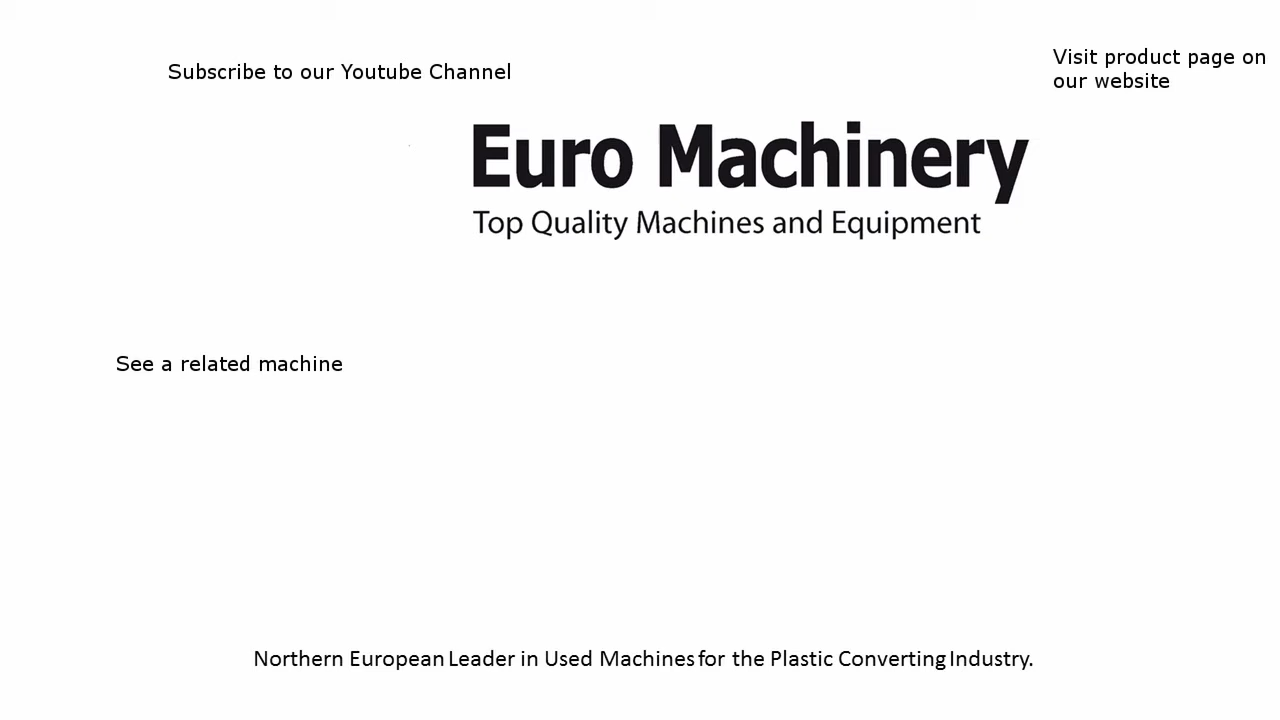 Subscribe to our Youtube Channel
Visit product page on
our website
Euro Machinery
Top Quality Machines and Equipment
See a related machine
Northern European Leader in Used Machines for the Plastic Converting Industry.